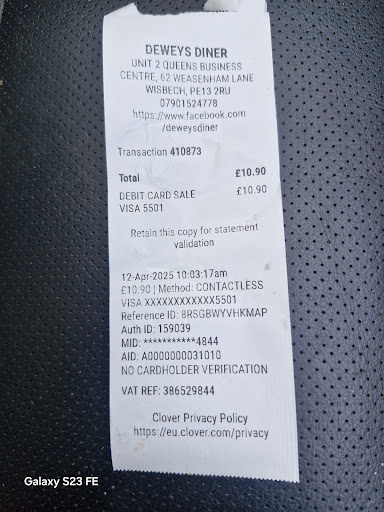 DEWEYS DINER
UNIT 2 QUEENS BUSINESS
CENTRE, 62 WEASENHAM LANE
WISBECH, PE13 2RU
07901524778
https://www.facebook.com
/deweysdiner
Transaction 410873
Total £10.90
DEBIT CARD SALE £10.90
VISA 5501
Retain this copy for statement
validation
12-Apr-2025 10:03:17am
£10.90 | Method: CONTACTLESS
VISA XXXXXXXXXXXX5501
Reference ID: 8RSGBWYVHKMAP
Auth ID: 159039
MID: ***********4844
AID: A0000000031010
NO CARDHOLDER VERIFICATION
VAT REF: 386529844
Clover Privacy Policy
https://eu.clover.com/privacy
Galaxy S23 FE